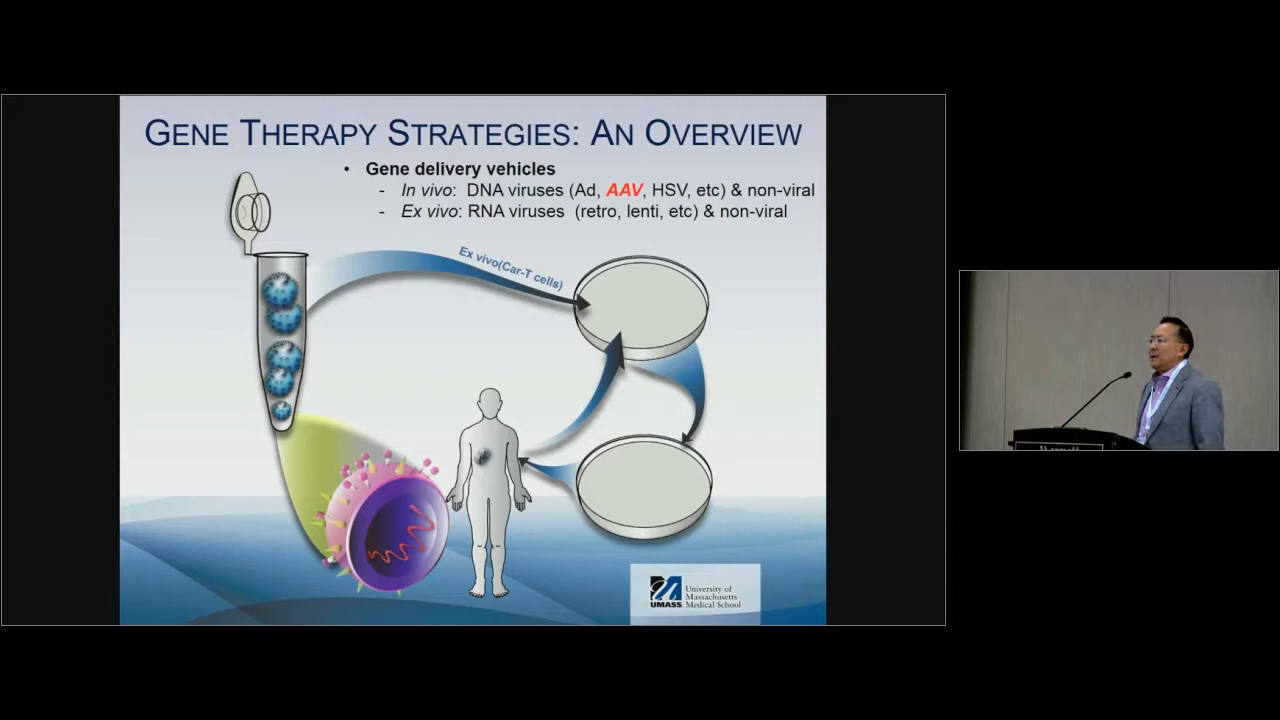 GENE THERAPY STRATEGIES: AN OVERVIEW
• Gene delivery vehicles
- In vivo: DNA viruses (Ad, AAV, HSV, etc) & non-viral
- Ex vivo: RNA viruses (retro, lenti, etc) & non-viral
Ex vivo(Car-T cells)
UMASS
University of
Massachusetts
Medical School